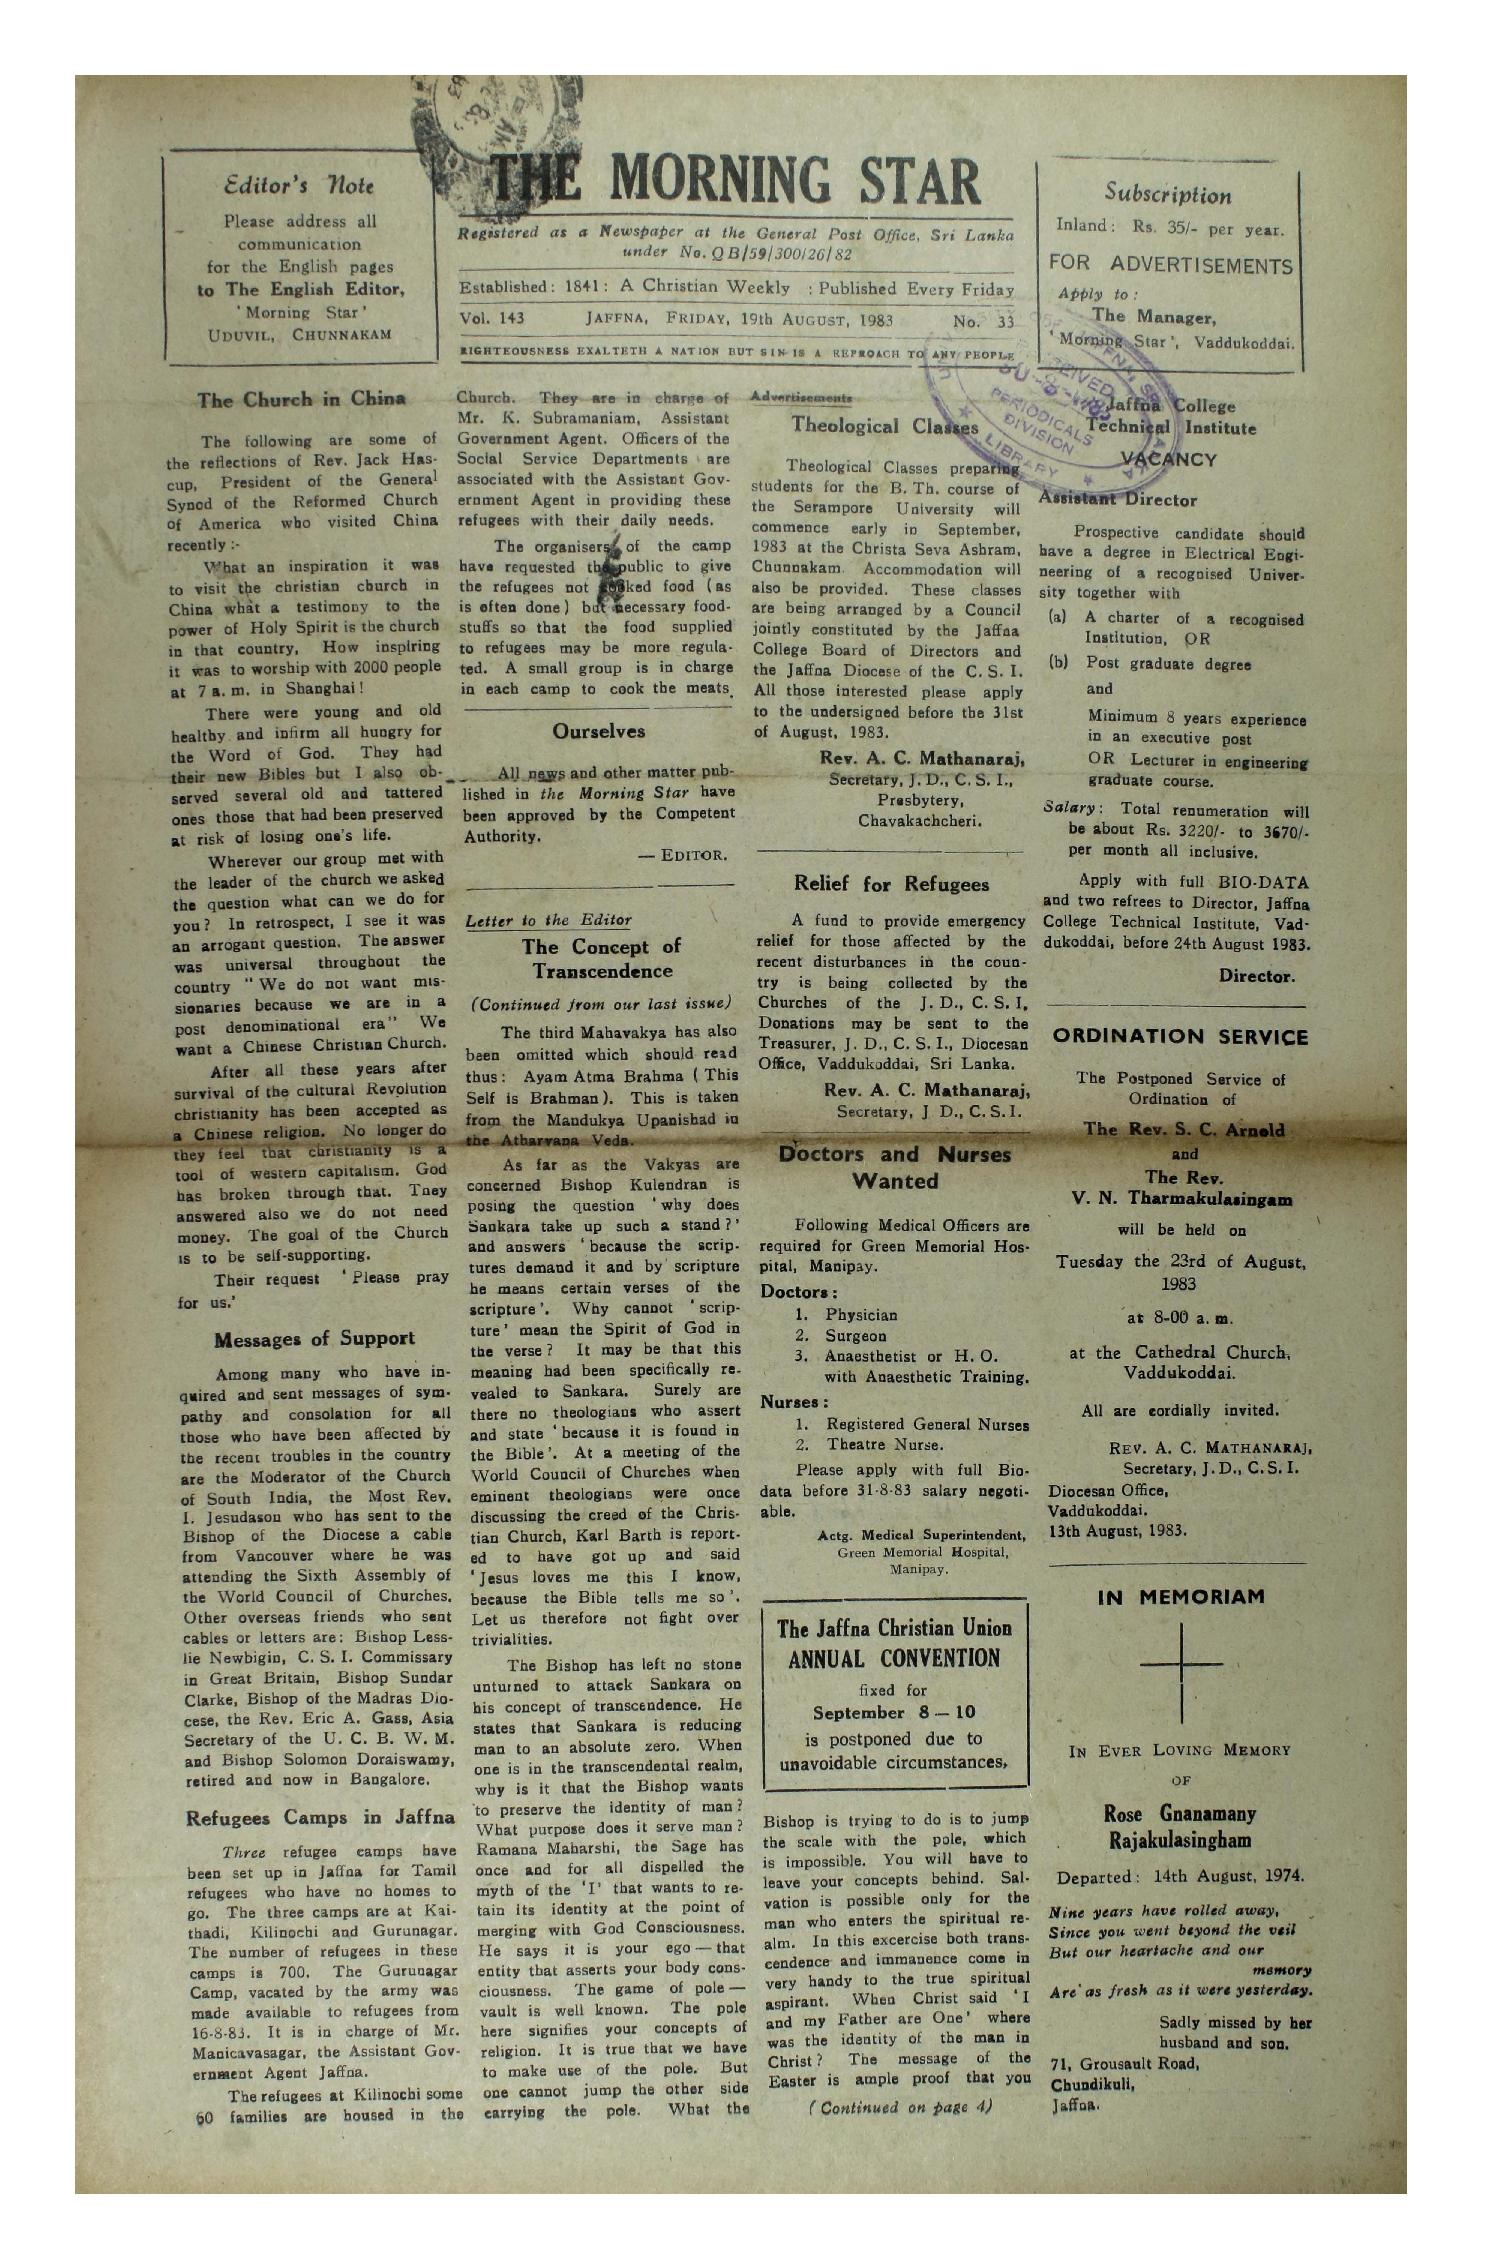 Editor's Note
Please address all
communication
for the English pages
to The English Editor,
' Morning Star '
UDUVIL, CHUNNAKAM
THE MORNING STAR
Registered as a Newspaper at the General Post Office, Sri Lanka
under No. QB/59/300/26/82
Established : 1841 : A Christian Weekly : Published Every Friday
Vol. 143 JAFFNA, FRIDAY, 19th AUGUST, 1983 No. 33
RIGHTEOUSNESS EXALTETH A NATION BUT SIN IS A REPROACH TO ANY PEOPLE
Subscription
Inland : Rs. 35/- per year.
FOR ADVERTISEMENTS
Apply to :
The Manager,
' Morning Star ', Vaddukoddai.
RECEIVED
PERIODICALS
DIVISION
LIBRARY
The Church in China
The following are some of
the reflections of Rev. Jack Has-
cup, President of the General
Synod of the Reformed Church
of America who visited China
recently :-
What an inspiration it was
to visit the christian church in
China what a testimony to the
power of Holy Spirit is the church
in that country, How inspiring
it was to worship with 2000 people
at 7 a. m. in Shanghai !
There were young and old
healthy and infirm all hungry for
the Word of God. They had
their new Bibles but I also ob-
served several old and tattered
ones those that had been preserved
at risk of losing one's life.
Wherever our group met with
the leader of the church we asked
the question what can we do for
you ? In retrospect, I see it was
an arrogant question. The answer
was universal throughout the
country " We do not want mis-
sionaries because we are in a
post denominational era" We
want a Chinese Christian Church.
After all these years after
survival of the cultural Revolution
christianity has been accepted as
a Chinese religion. No longer do
they feel that christianity is a
tool of western capitalism. God
has broken through that. They
answered also we do not need
money. The goal of the Church
is to be self-supporting.
Their request ' Please pray
for us.'
Messages of Support
Among many who have in-
quired and sent messages of sym-
pathy and consolation for all
those who have been affected by
the recent troubles in the country
are the Moderator of the Church
of South India, the Most Rev.
I. Jesudason who has sent to the
Bishop of the Diocese a cable
from Vancouver where he was
attending the Sixth Assembly of
the World Council of Churches.
Other overseas friends who sent
cables or letters are : Bishop Less-
lie Newbigin, C. S. I. Commissary
in Great Britain, Bishop Sundar
Clarke, Bishop of the Madras Dio-
cese, the Rev. Eric A. Gass, Asia
Secretary of the U. C. B. W. M.
and Bishop Solomon Doraiswamy,
retired and now in Bangalore.
Refugees Camps in Jaffna
Three refugee camps have
been set up in Jaffna for Tamil
refugees who have no homes to
go. The three camps are at Kai-
thadi, Kilinochi and Gurunagar.
The number of refugees in these
camps is 700. The Gurunagar
Camp, vacated by the army was
made available to refugees from
16-8-83. It is in charge of Mr.
Manicavasagar, the Assistant Gov-
ernment Agent Jaffna.
The refugees at Kilinochi some
60 families are housed in the
Church. They are in charge of
Mr. K. Subramaniam, Assistant
Government Agent. Officers of the
Social Service Departments are
associated with the Assistant Gov-
ernment Agent in providing these
refugees with their daily needs.
The organisers of the camp
have requested the public to give
the refugees not cooked food ( as
is often done ) but necessary food-
stuffs so that the food supplied
to refugees may be more regula-
ted. A small group is in charge
in each camp to cook the meats.
Ourselves
All news and other matter pub-
lished in the Morning Star have
been approved by the Competent
Authority.
— EDITOR.
Letter to the Editor
The Concept of
Transcendence
(Continued from our last issue)
The third Mahavakya has also
been omitted which should read
thus : Ayam Atma Brahma ( This
Self is Brahman ). This is taken
from the Mandukya Upanishad in
the Atharvana Veda.
As far as the Vakyas are
concerned Bishop Kulendran is
posing the question ' why does
Sankara take up such a stand ?'
and answers ' because the scrip-
tures demand it and by scripture
he means certain verses of the
scripture '. Why cannot ' scrip-
ture ' mean the Spirit of God in
the verse ? It may be that this
meaning had been specifically re-
vealed to Sankara. Surely are
there no theologians who assert
and state ' because it is found in
the Bible '. At a meeting of the
World Council of Churches when
eminent theologians were once
discussing the creed of the Chris-
tian Church, Karl Barth is report-
ed to have got up and said
' Jesus loves me this I know,
because the Bible tells me so '.
Let us therefore not fight over
trivialities.
The Bishop has left no stone
unturned to attack Sankara on
his concept of transcendence. He
states that Sankara is reducing
man to an absolute zero. When
one is in the transcendental realm,
why is it that the Bishop wants
to preserve the identity of man ?
What purpose does it serve man ?
Ramana Maharshi, the Sage has
once and for all dispelled the
myth of the 'I' that wants to re-
tain its identity at the point of
merging with God Consciousness.
He says it is your ego — that
entity that asserts your body cons-
ciousness. The game of pole —
vault is well known. The pole
here signifies your concepts of
religion. It is true that we have
to make use of the pole. But
one cannot jump the other side
carrying the pole. What the
Advertisements
Theological Classes
Theological Classes preparing
students for the B. Th. course of
the Serampore University will
commence early in September,
1983 at the Christa Seva Ashram,
Chunnakam. Accommodation will
also be provided. These classes
are being arranged by a Council
jointly constituted by the Jaffna
College Board of Directors and
the Jaffna Diocese of the C. S. I.
All those interested please apply
to the undersigned before the 31st
of August, 1983.
Rev. A. C. Mathanaraj,
Secretary, J. D., C. S. I.,
Presbytery,
Chavakachcheri.
Relief for Refugees
A fund to provide emergency
relief for those affected by the
recent disturbances in the coun-
try is being collected by the
Churches of the J. D., C. S. I,
Donations may be sent to the
Treasurer, J. D., C. S. I., Diocesan
Office, Vaddukoddai, Sri Lanka.
Rev. A. C. Mathanaraj,
Secretary, J D., C. S. I.
Doctors and Nurses
Wanted
Following Medical Officers are
required for Green Memorial Hos-
pital, Manipay.
Doctors :
1. Physician
2. Surgeon
3. Anaesthetist or H. O.
with Anaesthetic Training.
Nurses :
1. Registered General Nurses
2. Theatre Nurse.
Please apply with full Bio-
data before 31-8-83 salary negoti-
able.
Actg. Medical Superintendent,
Green Memorial Hospital,
Manipay.
The Jaffna Christian Union
ANNUAL CONVENTION
fixed for
September 8 — 10
is postponed due to
unavoidable circumstances,
Bishop is trying to do is to jump
the scale with the pole, which
is impossible. You will have to
leave your concepts behind. Sal-
vation is possible only for the
man who enters the spiritual re-
alm. In this excercise both trans-
cendence and immanence come in
very handy to the true spiritual
aspirant. When Christ said ' I
and my Father are One' where
was the identity of the man in
Christ ? The message of the
Easter is ample proof that you
( Continued on page 4)
Jaffna College
Technical Institute
VACANCY
Assistant Director
Prospective candidate should
have a degree in Electrical Engi-
neering of a recognised Univer-
sity together with
(a) A charter of a recognised
Institution, OR
(b) Post graduate degree
and
Minimum 8 years experience
in an executive post
OR Lecturer in engineering
graduate course.
Salary : Total renumeration will
be about Rs. 3220/- to 3670/-
per month all inclusive.
Apply with full BIO-DATA
and two refrees to Director, Jaffna
College Technical Institute, Vad-
dukoddai, before 24th August 1983.
Director.
ORDINATION SERVICE
The Postponed Service of
Ordination of
The Rev. S. C. Arnold
and
The Rev.
V. N. Tharmakulasingam
will be held on
Tuesday the 23rd of August,
1983
at 8-00 a. m.
at the Cathedral Church,
Vaddukoddai.
All are cordially invited.
REV. A. C. MATHANARAJ,
Secretary, J. D., C. S. I.
Diocesan Office,
Vaddukoddai.
13th August, 1983.
IN MEMORIAM
IN EVER LOVING MEMORY
OF
Rose Gnanamany
Rajakulasingham
Departed : 14th August, 1974.
Nine years have rolled away,
Since you went beyond the veil
But our heartache and our
memory
Are as fresh as it were yesterday.
Sadly missed by her
husband and son.
71, Grousault Road,
Chundikuli,
Jaffna.